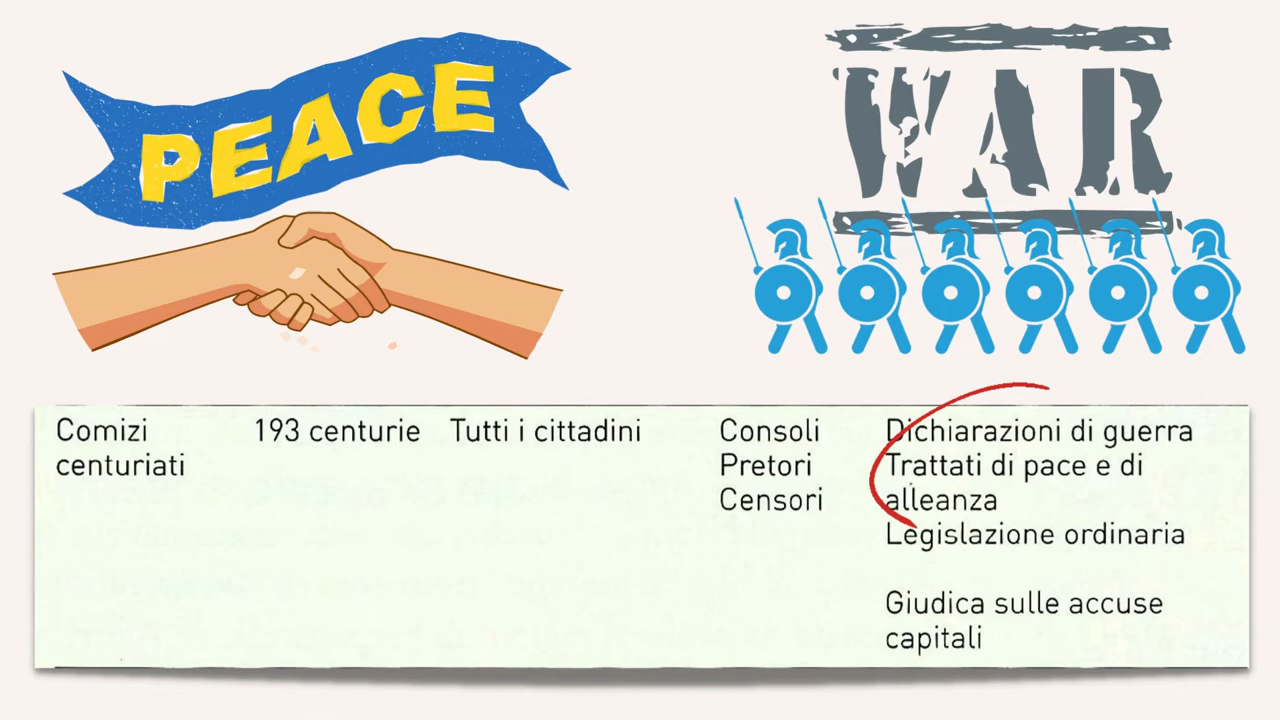 PEACE
WAR
Comizi centuriati
193 centurie
Tutti i cittadini
Consoli
Pretori
Censori
Dichiarazioni di guerra
Trattati di pace e di
alleanza
Legislazione ordinaria
Giudica sulle accuse
capitali